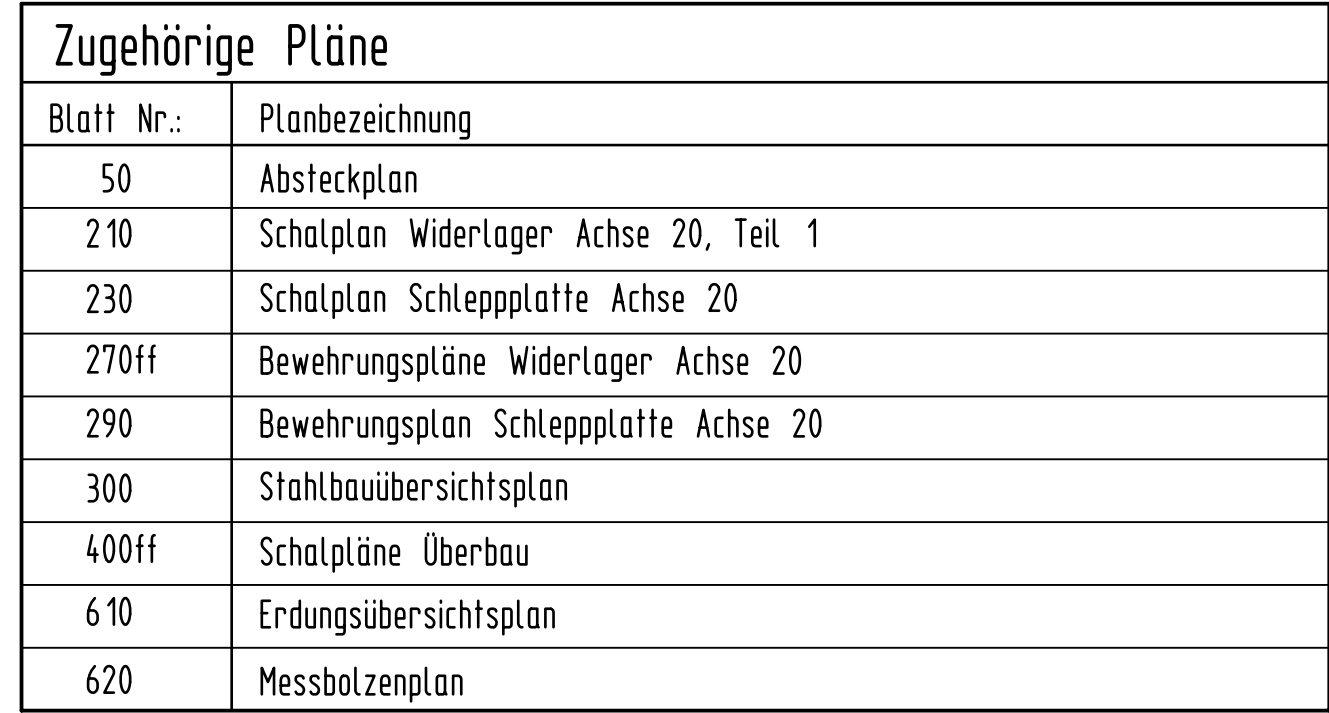 Zugehörige Pläne
Blatt Nr.: Planbezeichnung
50 Absteckplan
210 Schalplan Widerlager Achse 20, Teil 1
230 Schalplan Schleppplatte Achse 20
270ff Bewehrungspläne Widerlager Achse 20
290 Bewehrungsplan Schleppplatte Achse 20
300 Stahlbauübersichtsplan
400ff Schalpläne Überbau
610 Erdungsübersichtsplan
620 Messbolzenplan